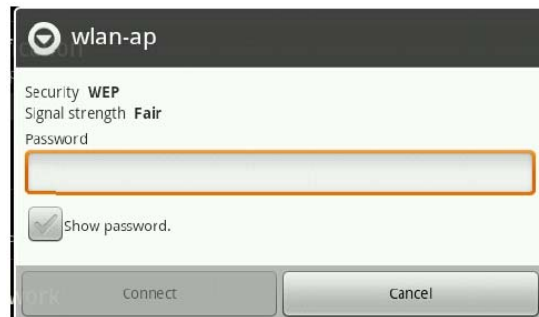 wlan-ap
Security WEP
Signal strength Fair
Password
Show password.
Connect
Cancel